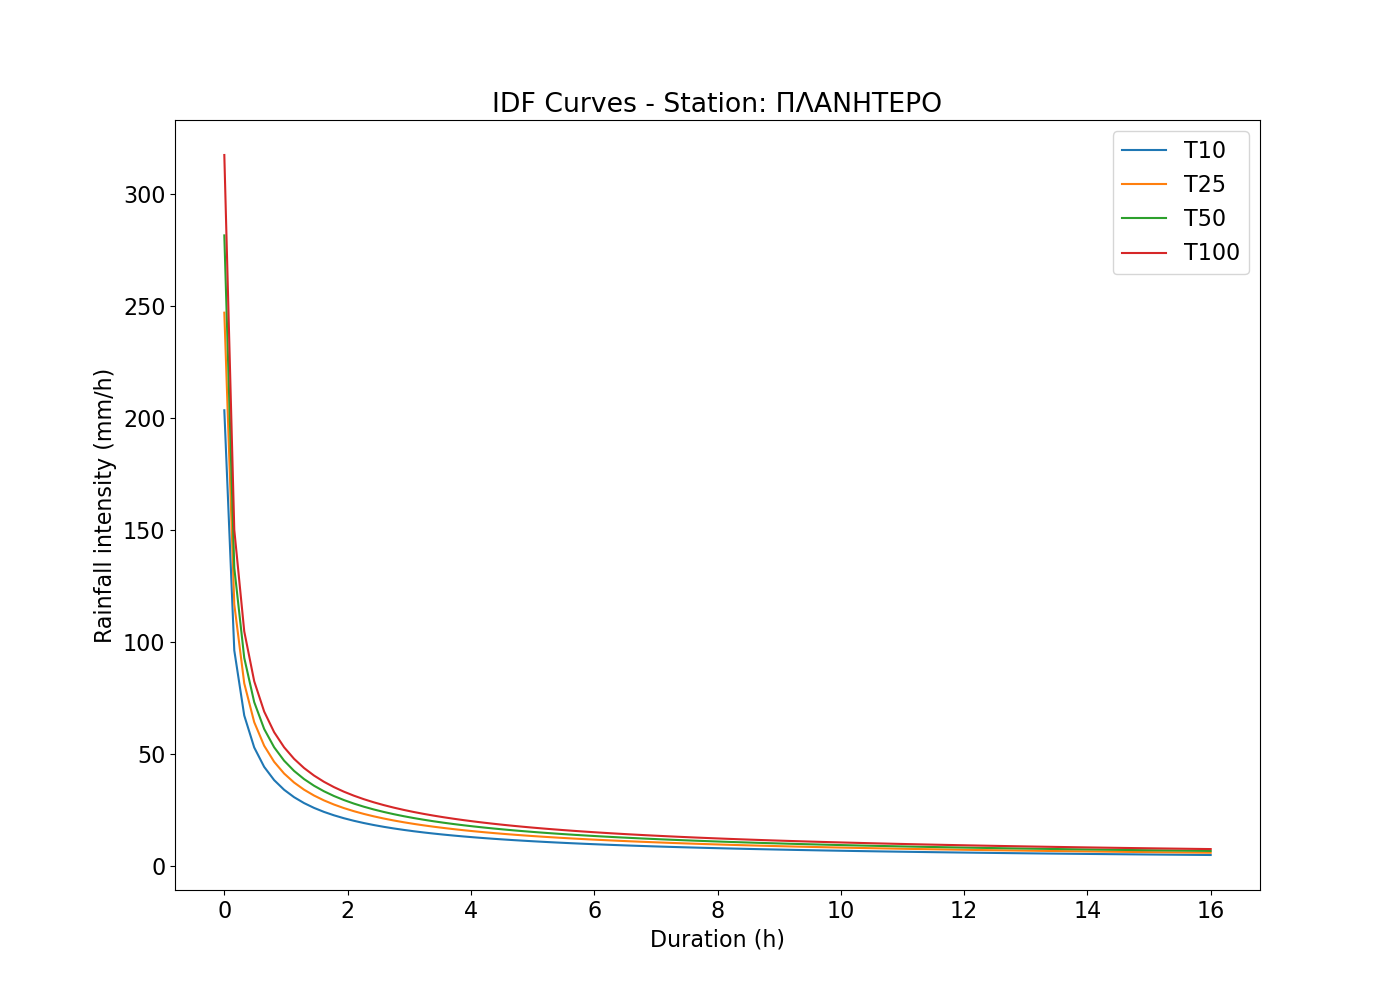 IDF Curves - Station: ΠΛΑΝΗΤΕΡΟ
T10
T25
T50
T100
300
250
200
150
100
50
0
Rainfall intensity (mm/h)
0 2 4 6 8 10 12 14 16
Duration (h)